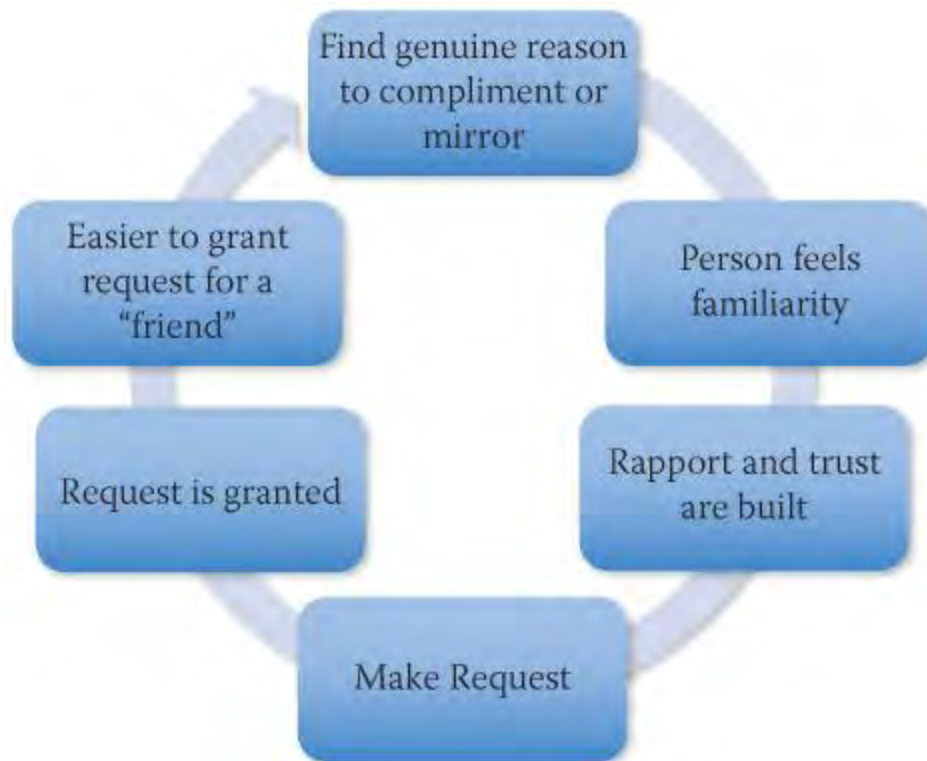 Find genuine reason
to compliment or
mirror
Person feels
familiarity
Rapport and trust
are built
Make Request
Request is granted
Easier to grant
request for a
“friend”